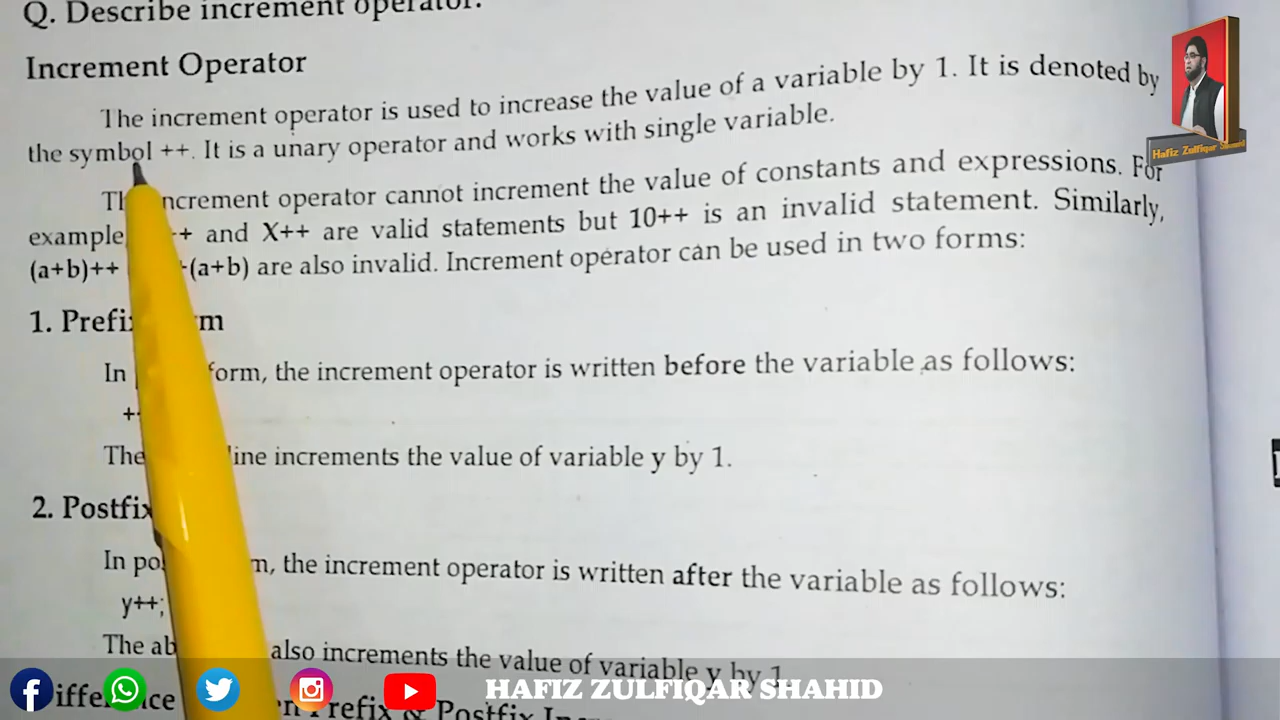 Q. Describe increment operator.
Increment Operator
The increment operator is used to increase the value of a variable by 1. It is denoted by
the symbol ++. It is a unary operator and works with single variable.
increment operator cannot increment the value of constants and expressions. For
example, and X++ are valid statements but 10++ is an invalid statement. Similarly,
(a+b)++ (a+b) are also invalid. Increment operator can be used in two forms:
1. Prefix
In form, the increment operator is written before the variable as follows:
The line increments the value of variable y by 1.
2. Postfix
In the increment operator is written after the variable as follows:
y++;
The also increments the value of variable y by 1
Prefix & Postfix
Hafiz Zulfiqar Shahid
HAFIZ ZULFIQAR SHAHID